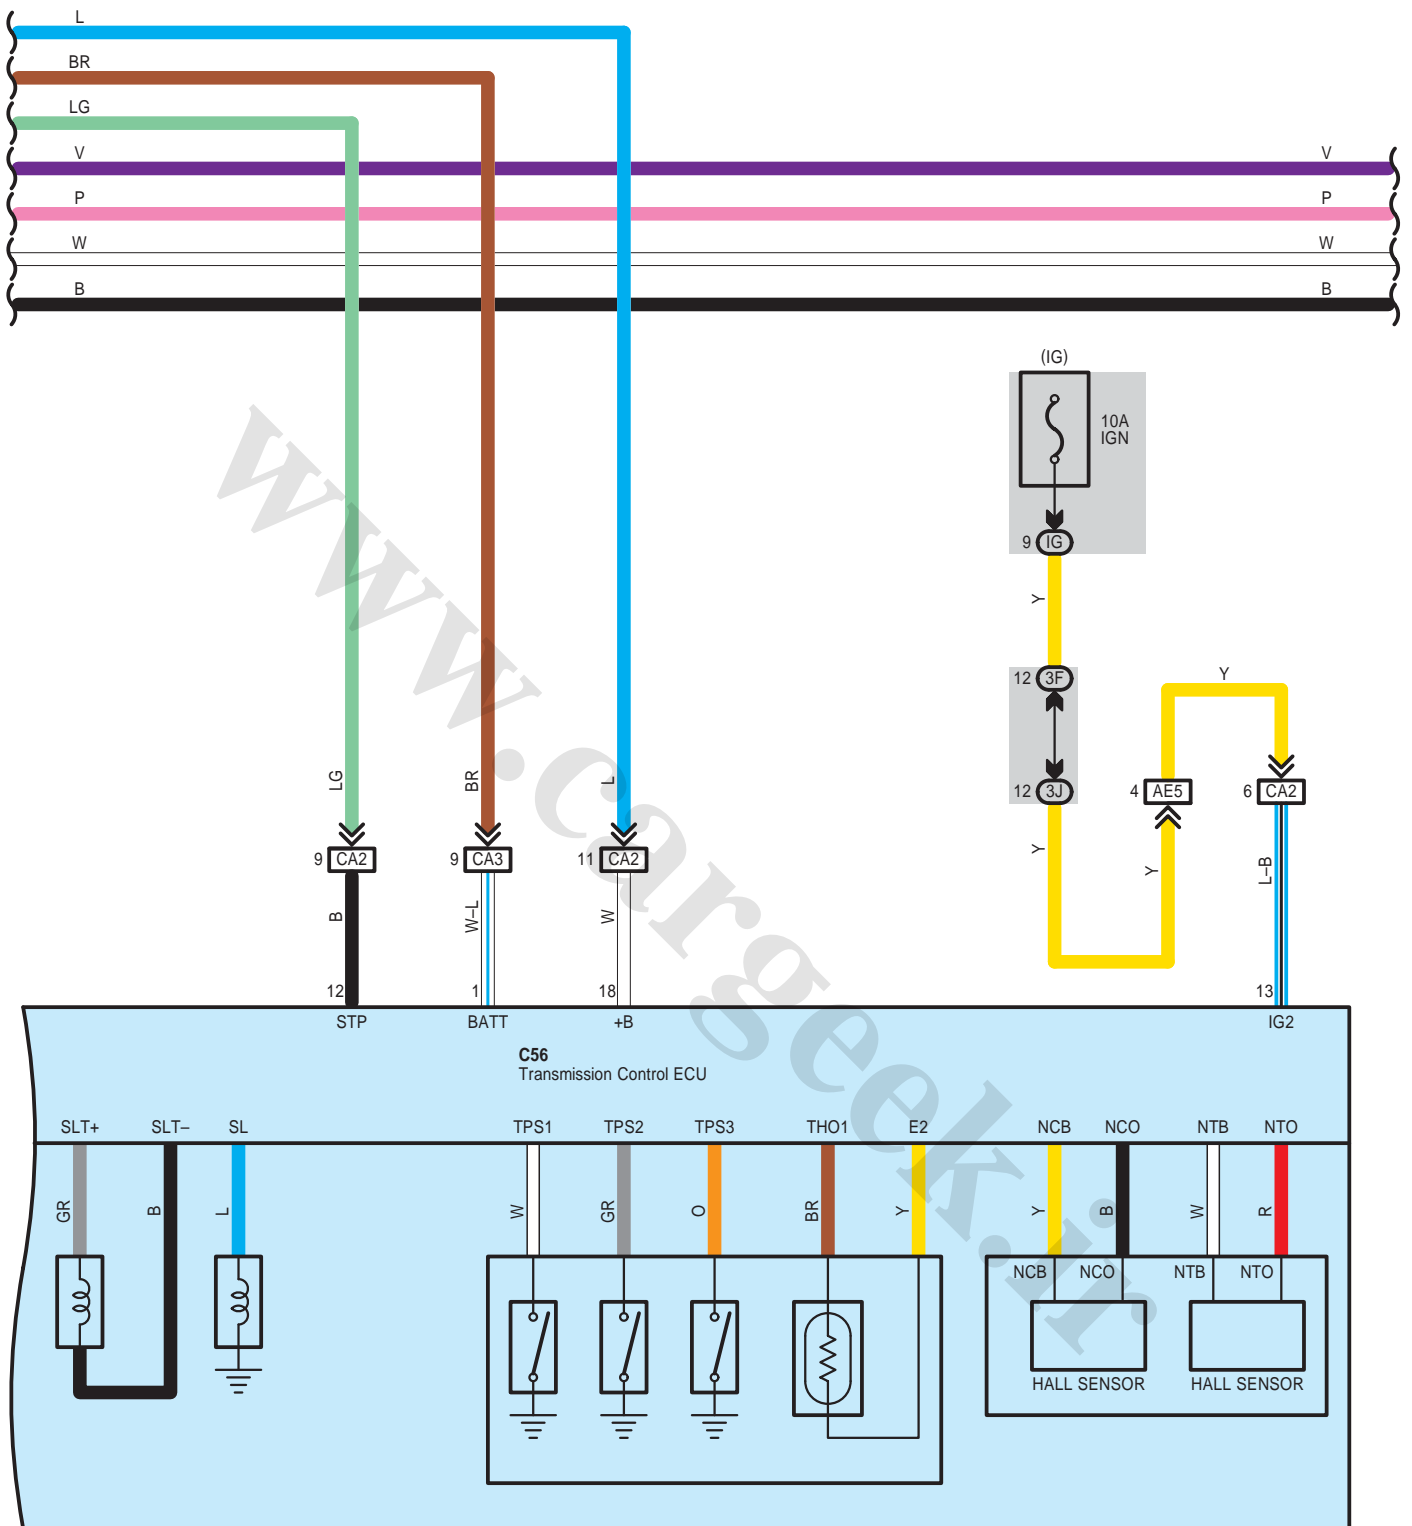 L
BR
LG
V V
P P
W W
B B
(IG)
10A
IGN
9 IG
Y
12 3F
Y
LG BR L
12 3J
4 AE5
6 CA2
9 CA2
9 CA3
11 CA2
Y Y L–B
B W–L W
12 1 18 13
STP BATT +B IG2
C56
Transmission Control ECU
SLT+ SLT– SL TPS1 TPS2 TPS3 THO1 E2 NCB NCO NTB NTO
GR B L W GR O BR Y Y B W R
NCB NCO NTB NTO
HALL SENSOR HALL SENSOR
www.cargeek.ir